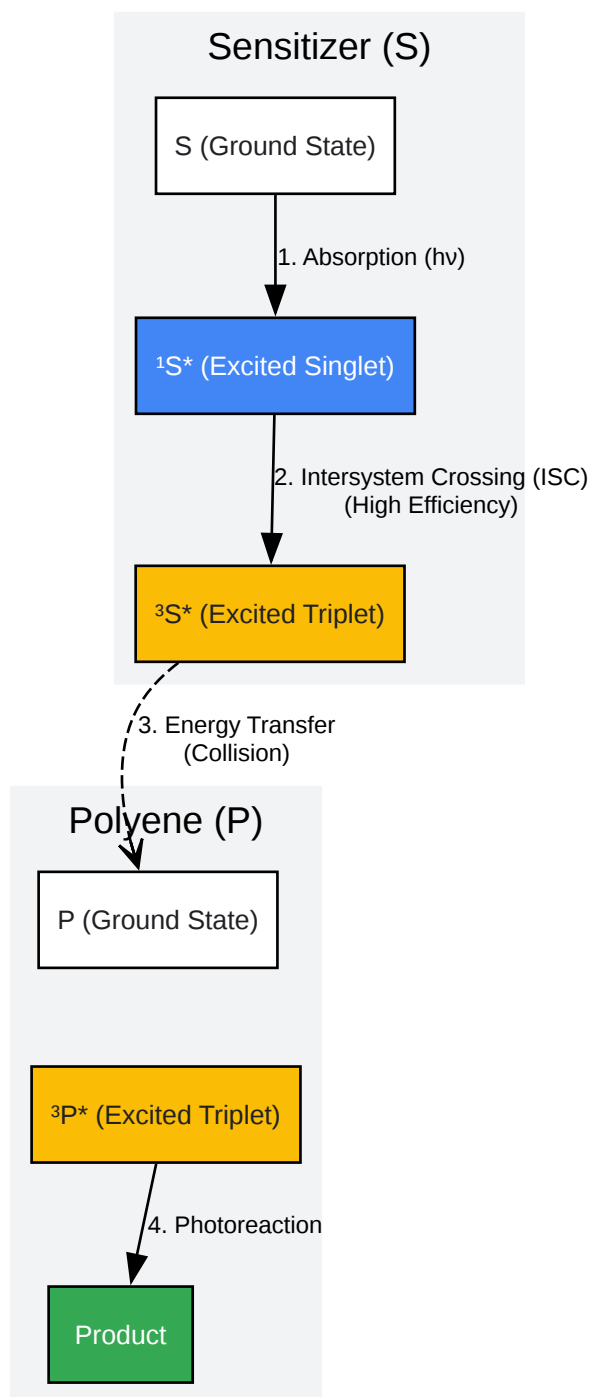 Sensitizer (S)
S (Ground State)
1. Absorption (hν)
¹S* (Excited Singlet)
2. Intersystem Crossing (ISC)
(High Efficiency)
³S* (Excited Triplet)
3. Energy Transfer
(Collision)
Polyene (P)
P (Ground State)
³P* (Excited Triplet)
4. Photoreaction
Product